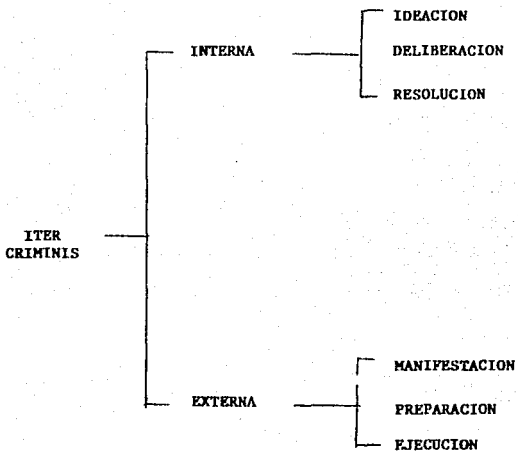 IDEACION
INTERNA
DELIBERACION
RESOLUCION
ITER
CRIMINIS
MANIFESTACION
EXTERNA
PREPARACION
EJECUCION